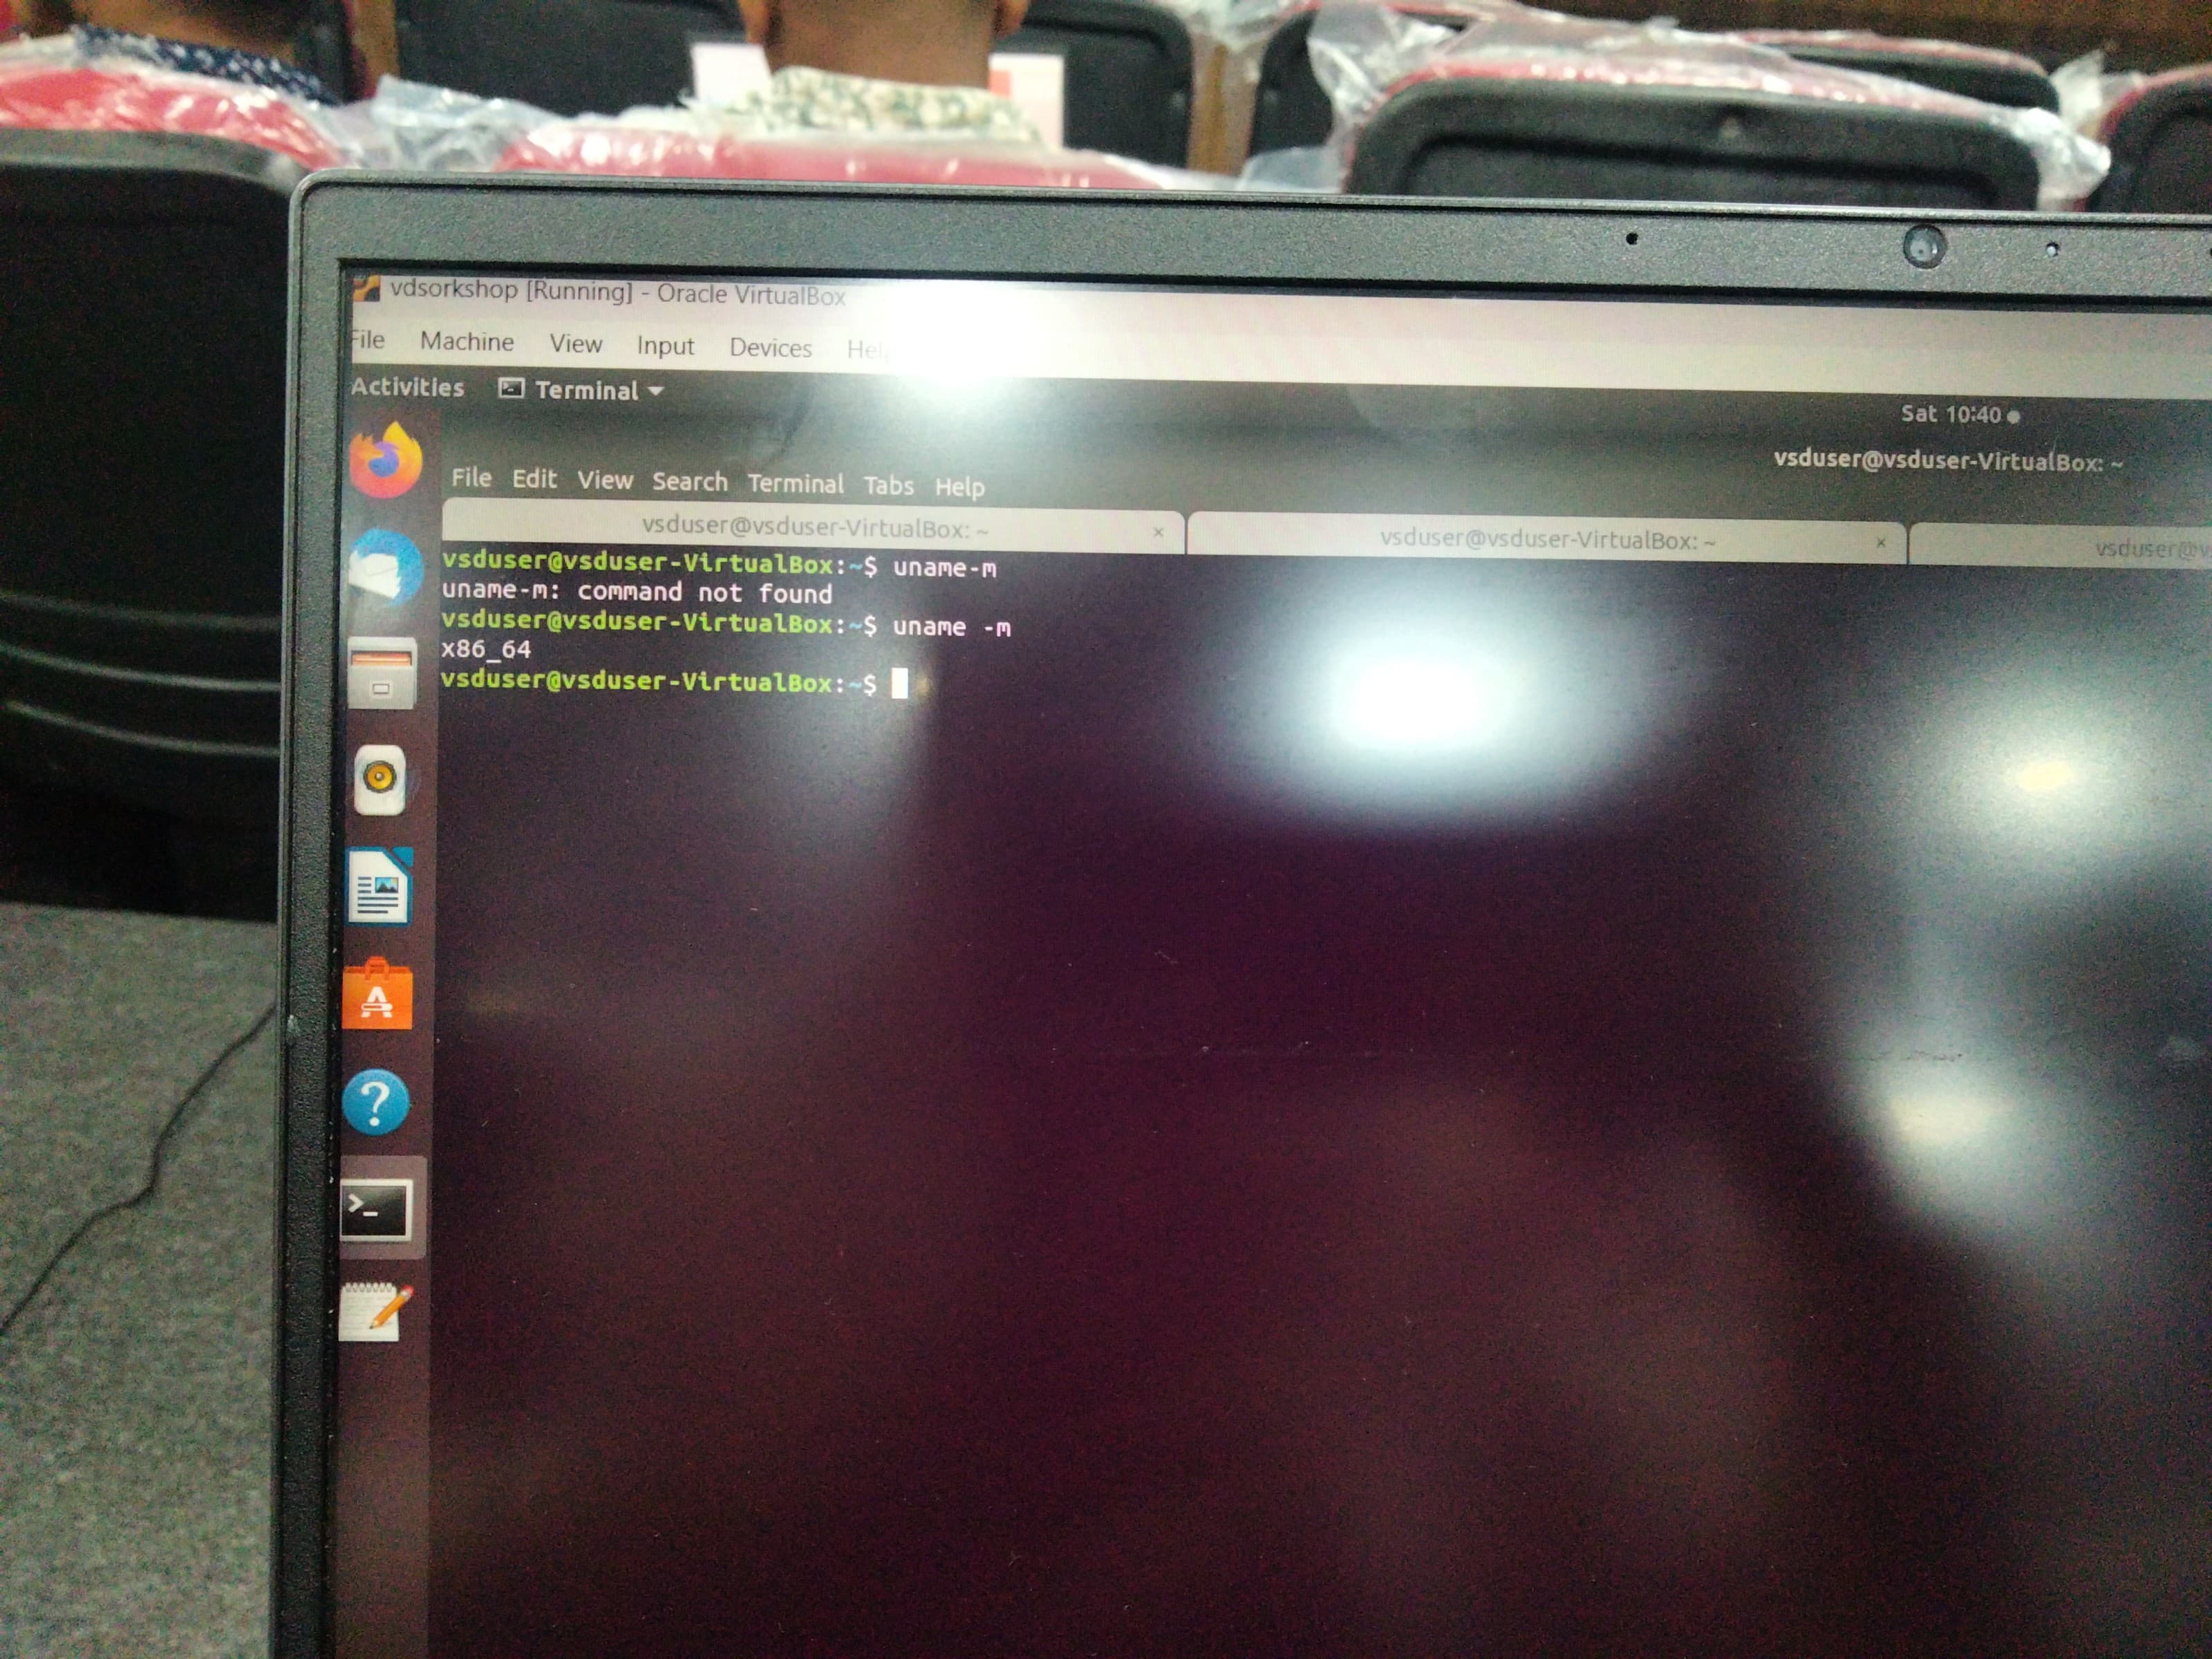 vdsorkshop [Running] - Oracle VirtualBox
File Machine View Input Devices
Activities Terminal
Sat 10:40
vsduser@vsduser-VirtualBox: ~
File Edit View Search Terminal Tabs Help
vsduser@vsduser-VirtualBox: ~ × vsduser@vsduser-VirtualBox: ~ ×
vsduser@vsduser-VirtualBox:~$ uname-m
uname-m: command not found
vsduser@vsduser-VirtualBox:~$ uname -m
x86_64
vsduser@vsduser-VirtualBox:~$